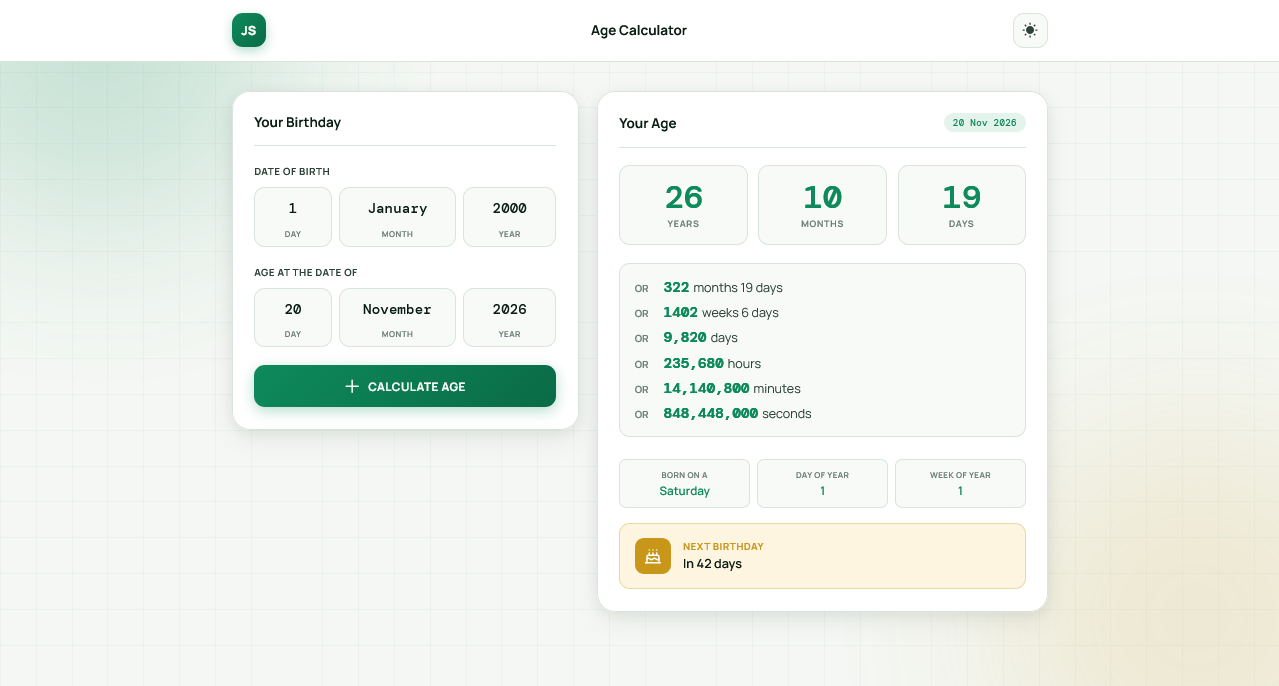 JS
Age Calculator
Your Birthday
DATE OF BIRTH
1
DAY
January
MONTH
2000
YEAR
AGE AT THE DATE OF
20
DAY
November
MONTH
2026
YEAR
CALCULATE AGE
Your Age
20 Nov 2026
26
YEARS
10
MONTHS
19
DAYS
OR 322 months 19 days
OR 1402 weeks 6 days
OR 9,820 days
OR 235,680 hours
OR 14,140,800 minutes
OR 848,448,000 seconds
BORN ON A
Saturday
DAY OF YEAR
1
WEEK OF YEAR
1
NEXT BIRTHDAY
In 42 days